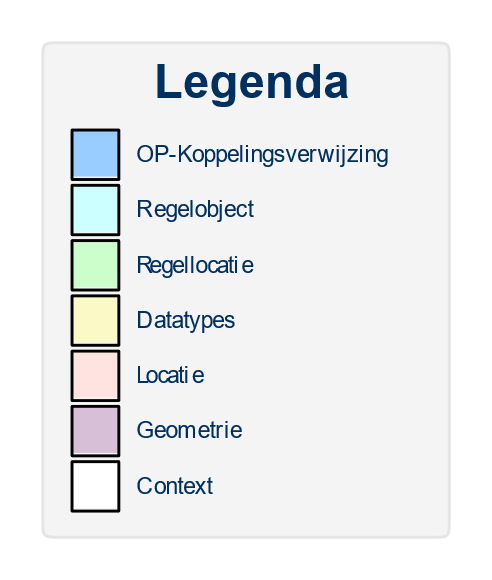 Legenda
OP-Koppelingsverwijzing
Regelobject
Regellocatie
Datatypes
Locatie
Geometrie
Context